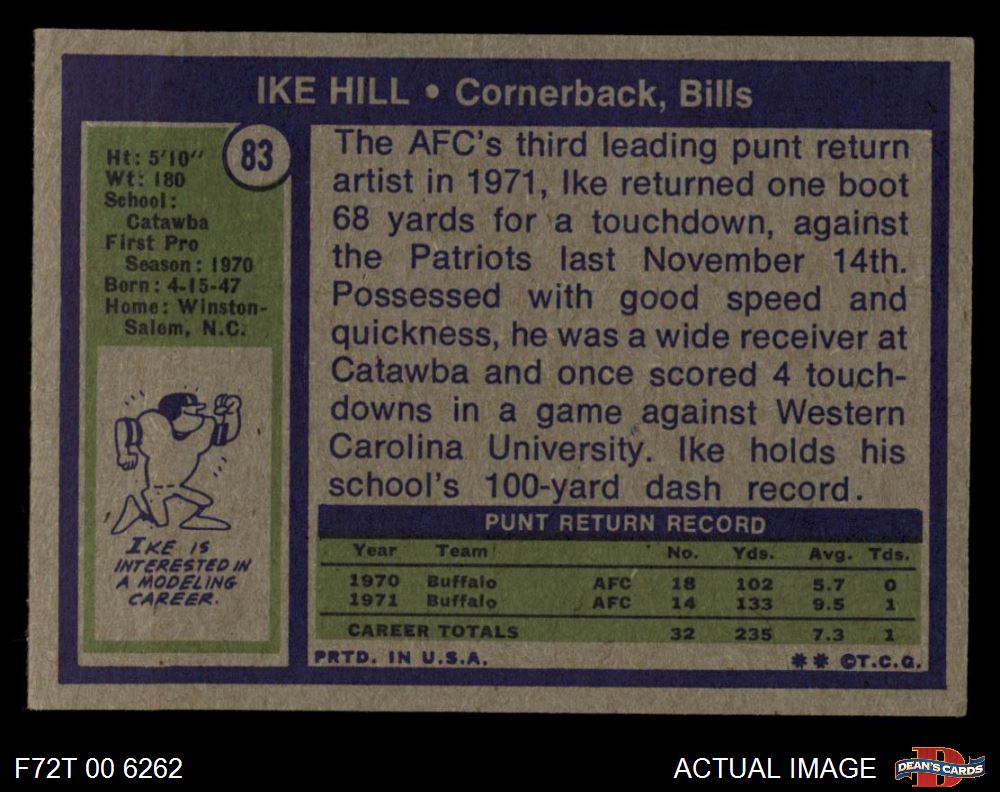 IKE HILL • Cornerback, Bills
83
Ht: 5'10"
Wt: 180
School:
Catawba
First Pro
Season: 1970
Born: 4-15-47
Home: Winston-
Salem, N.C.
IKE IS
INTERESTED IN
A MODELING
CAREER.
The AFC's third leading punt return
artist in 1971, Ike returned one boot
68 yards for a touchdown, against
the Patriots last November 14th.
Possessed with good speed and
quickness, he was a wide receiver at
Catawba and once scored 4 touch-
downs in a game against Western
Carolina University. Ike holds his
school's 100-yard dash record.
PUNT RETURN RECORD
Year Team No. Yds. Avg. Tds.
1970 Buffalo AFC 18 102 5.7 0
1971 Buffalo AFC 14 133 9.5 1
CAREER TOTALS 32 235 7.3 1
PRTD. IN U.S.A. ** ©T.C.G.
F72T 00 6262 ACTUAL IMAGE D DEAN'S CARDS